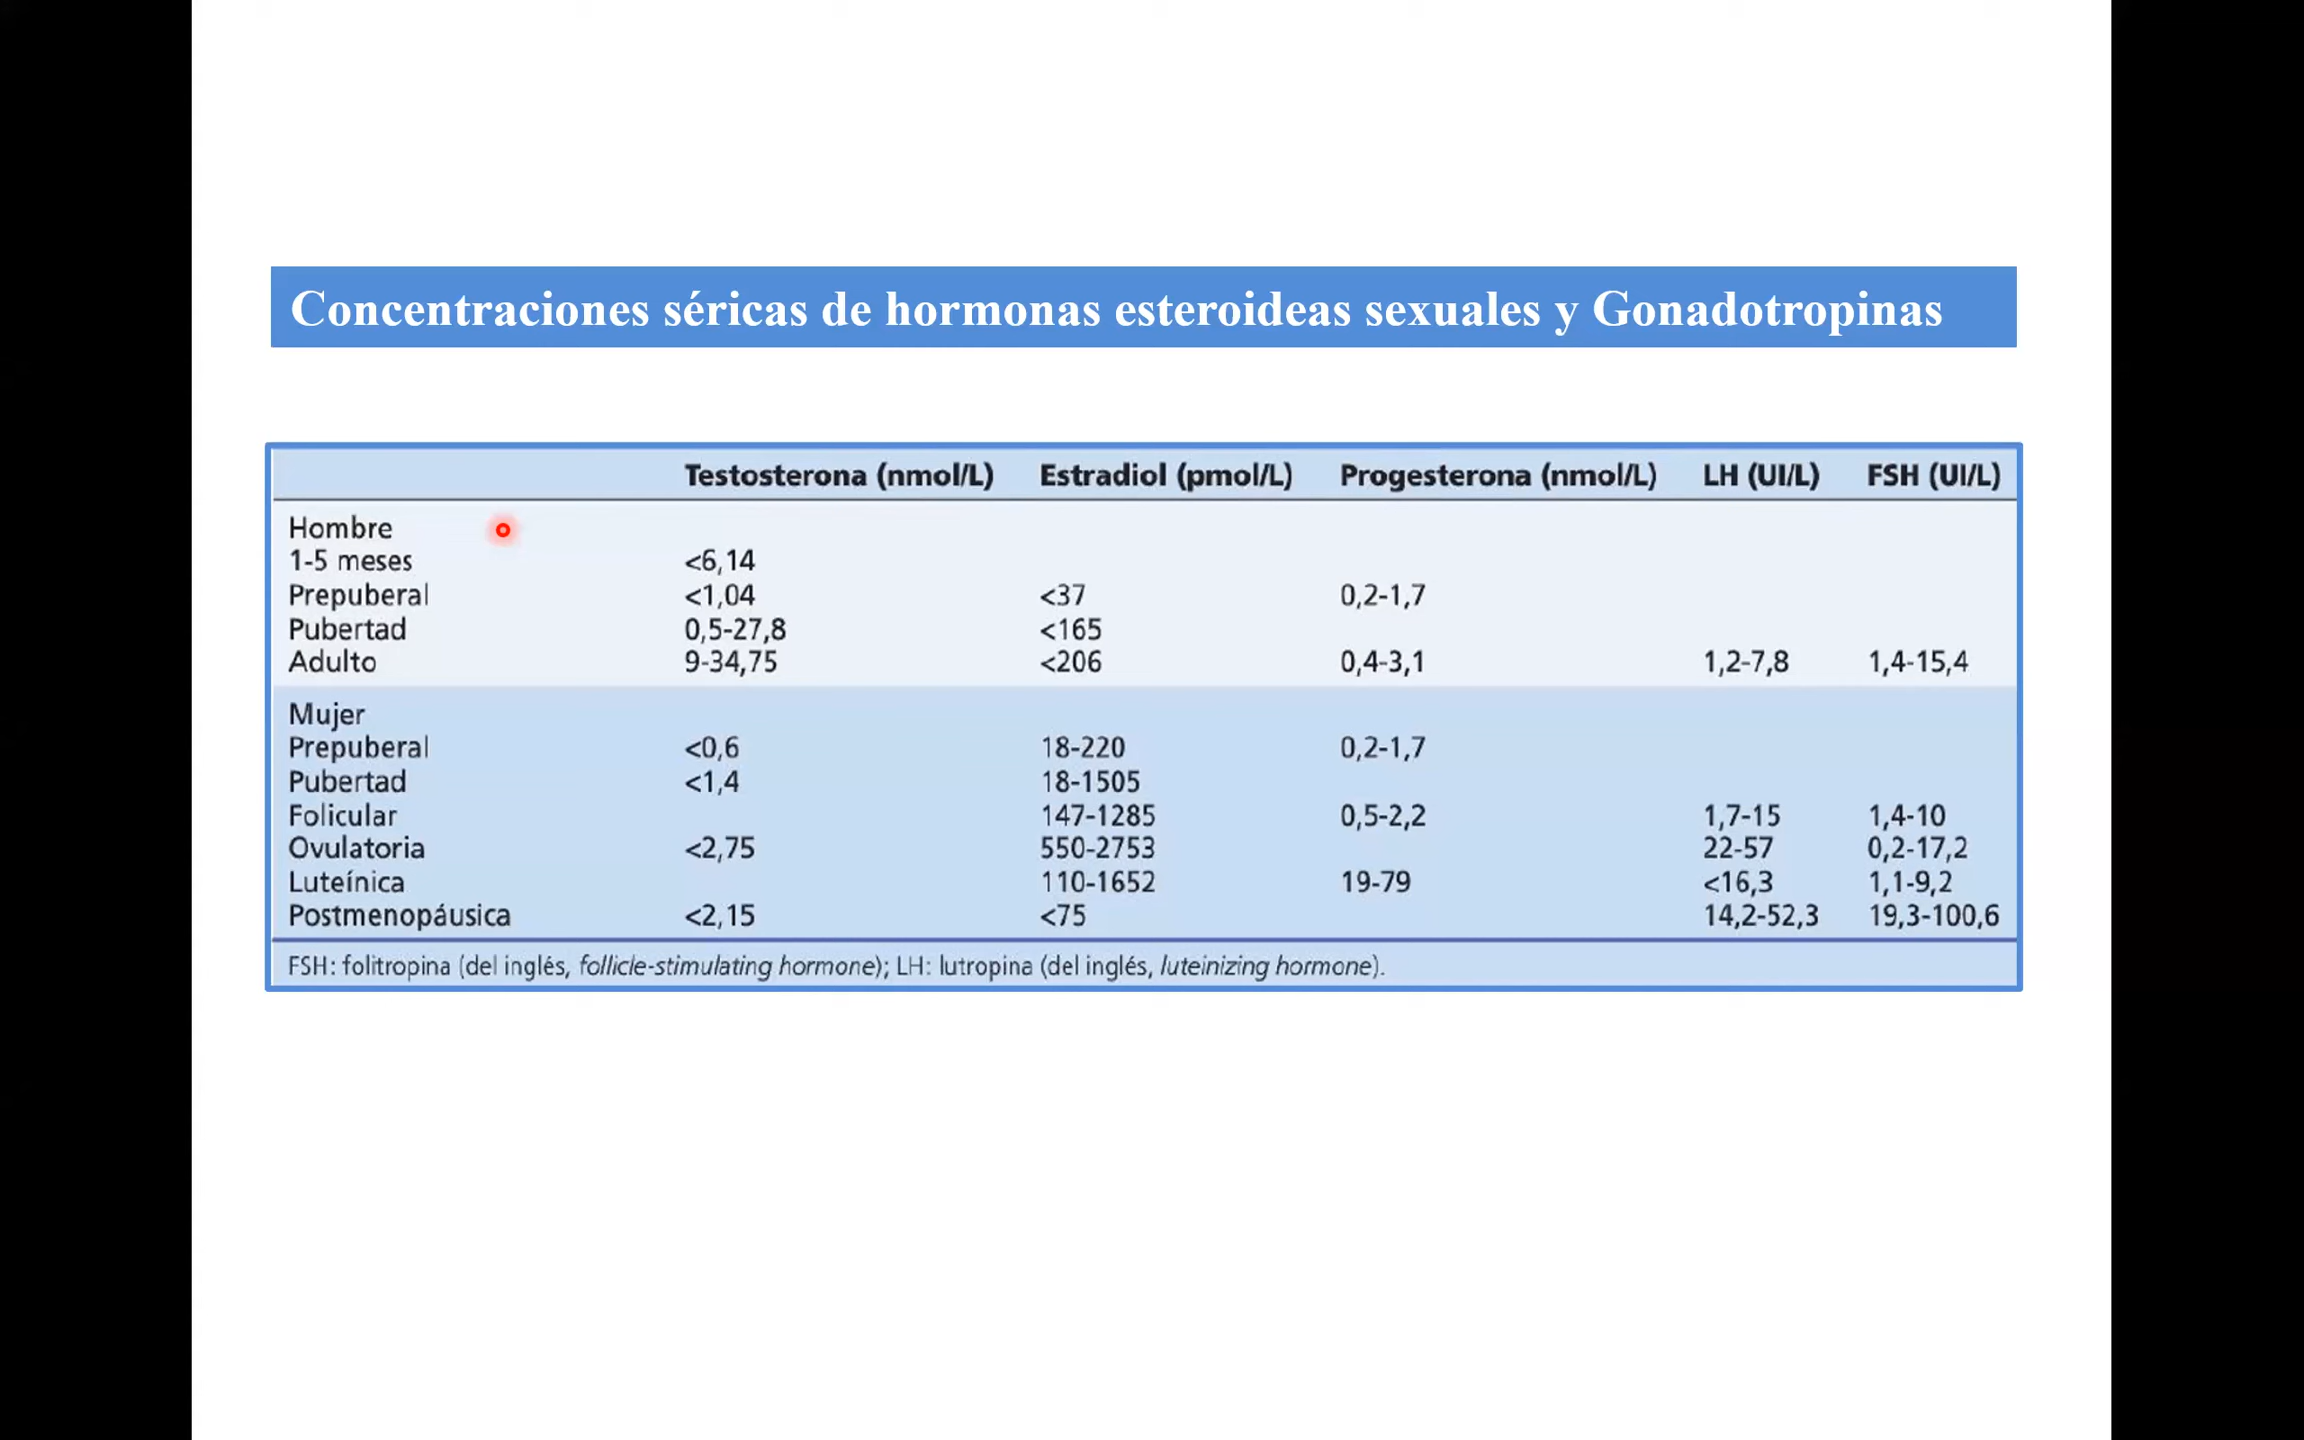 Concentraciones séricas de hormonas esteroideas sexuales y Gonadotropinas
Testosterona (nmol/L) Estradiol (pmol/L) Progesterona (nmol/L) LH (UI/L) FSH (UI/L)
Hombre
1-5 meses <6,14
Prepuberal <1,04 <37 0,2-1,7
Pubertad 0,5-27,8 <165
Adulto 9-34,75 <206 0,4-3,1 1,2-7,8 1,4-15,4
Mujer
Prepuberal <0,6 18-220 0,2-1,7
Pubertad <1,4 18-1505
Folicular 147-1285 0,5-2,2 1,7-15 1,4-10
Ovulatoria <2,75 550-2753 22-57 0,2-17,2
Luteínica 110-1652 19-79 <16,3 1,1-9,2
Postmenopáusica <2,15 <75 14,2-52,3 19,3-100,6
FSH: folitropina (del inglés, follicle-stimulating hormone); LH: lutropina (del inglés, luteinizing hormone).